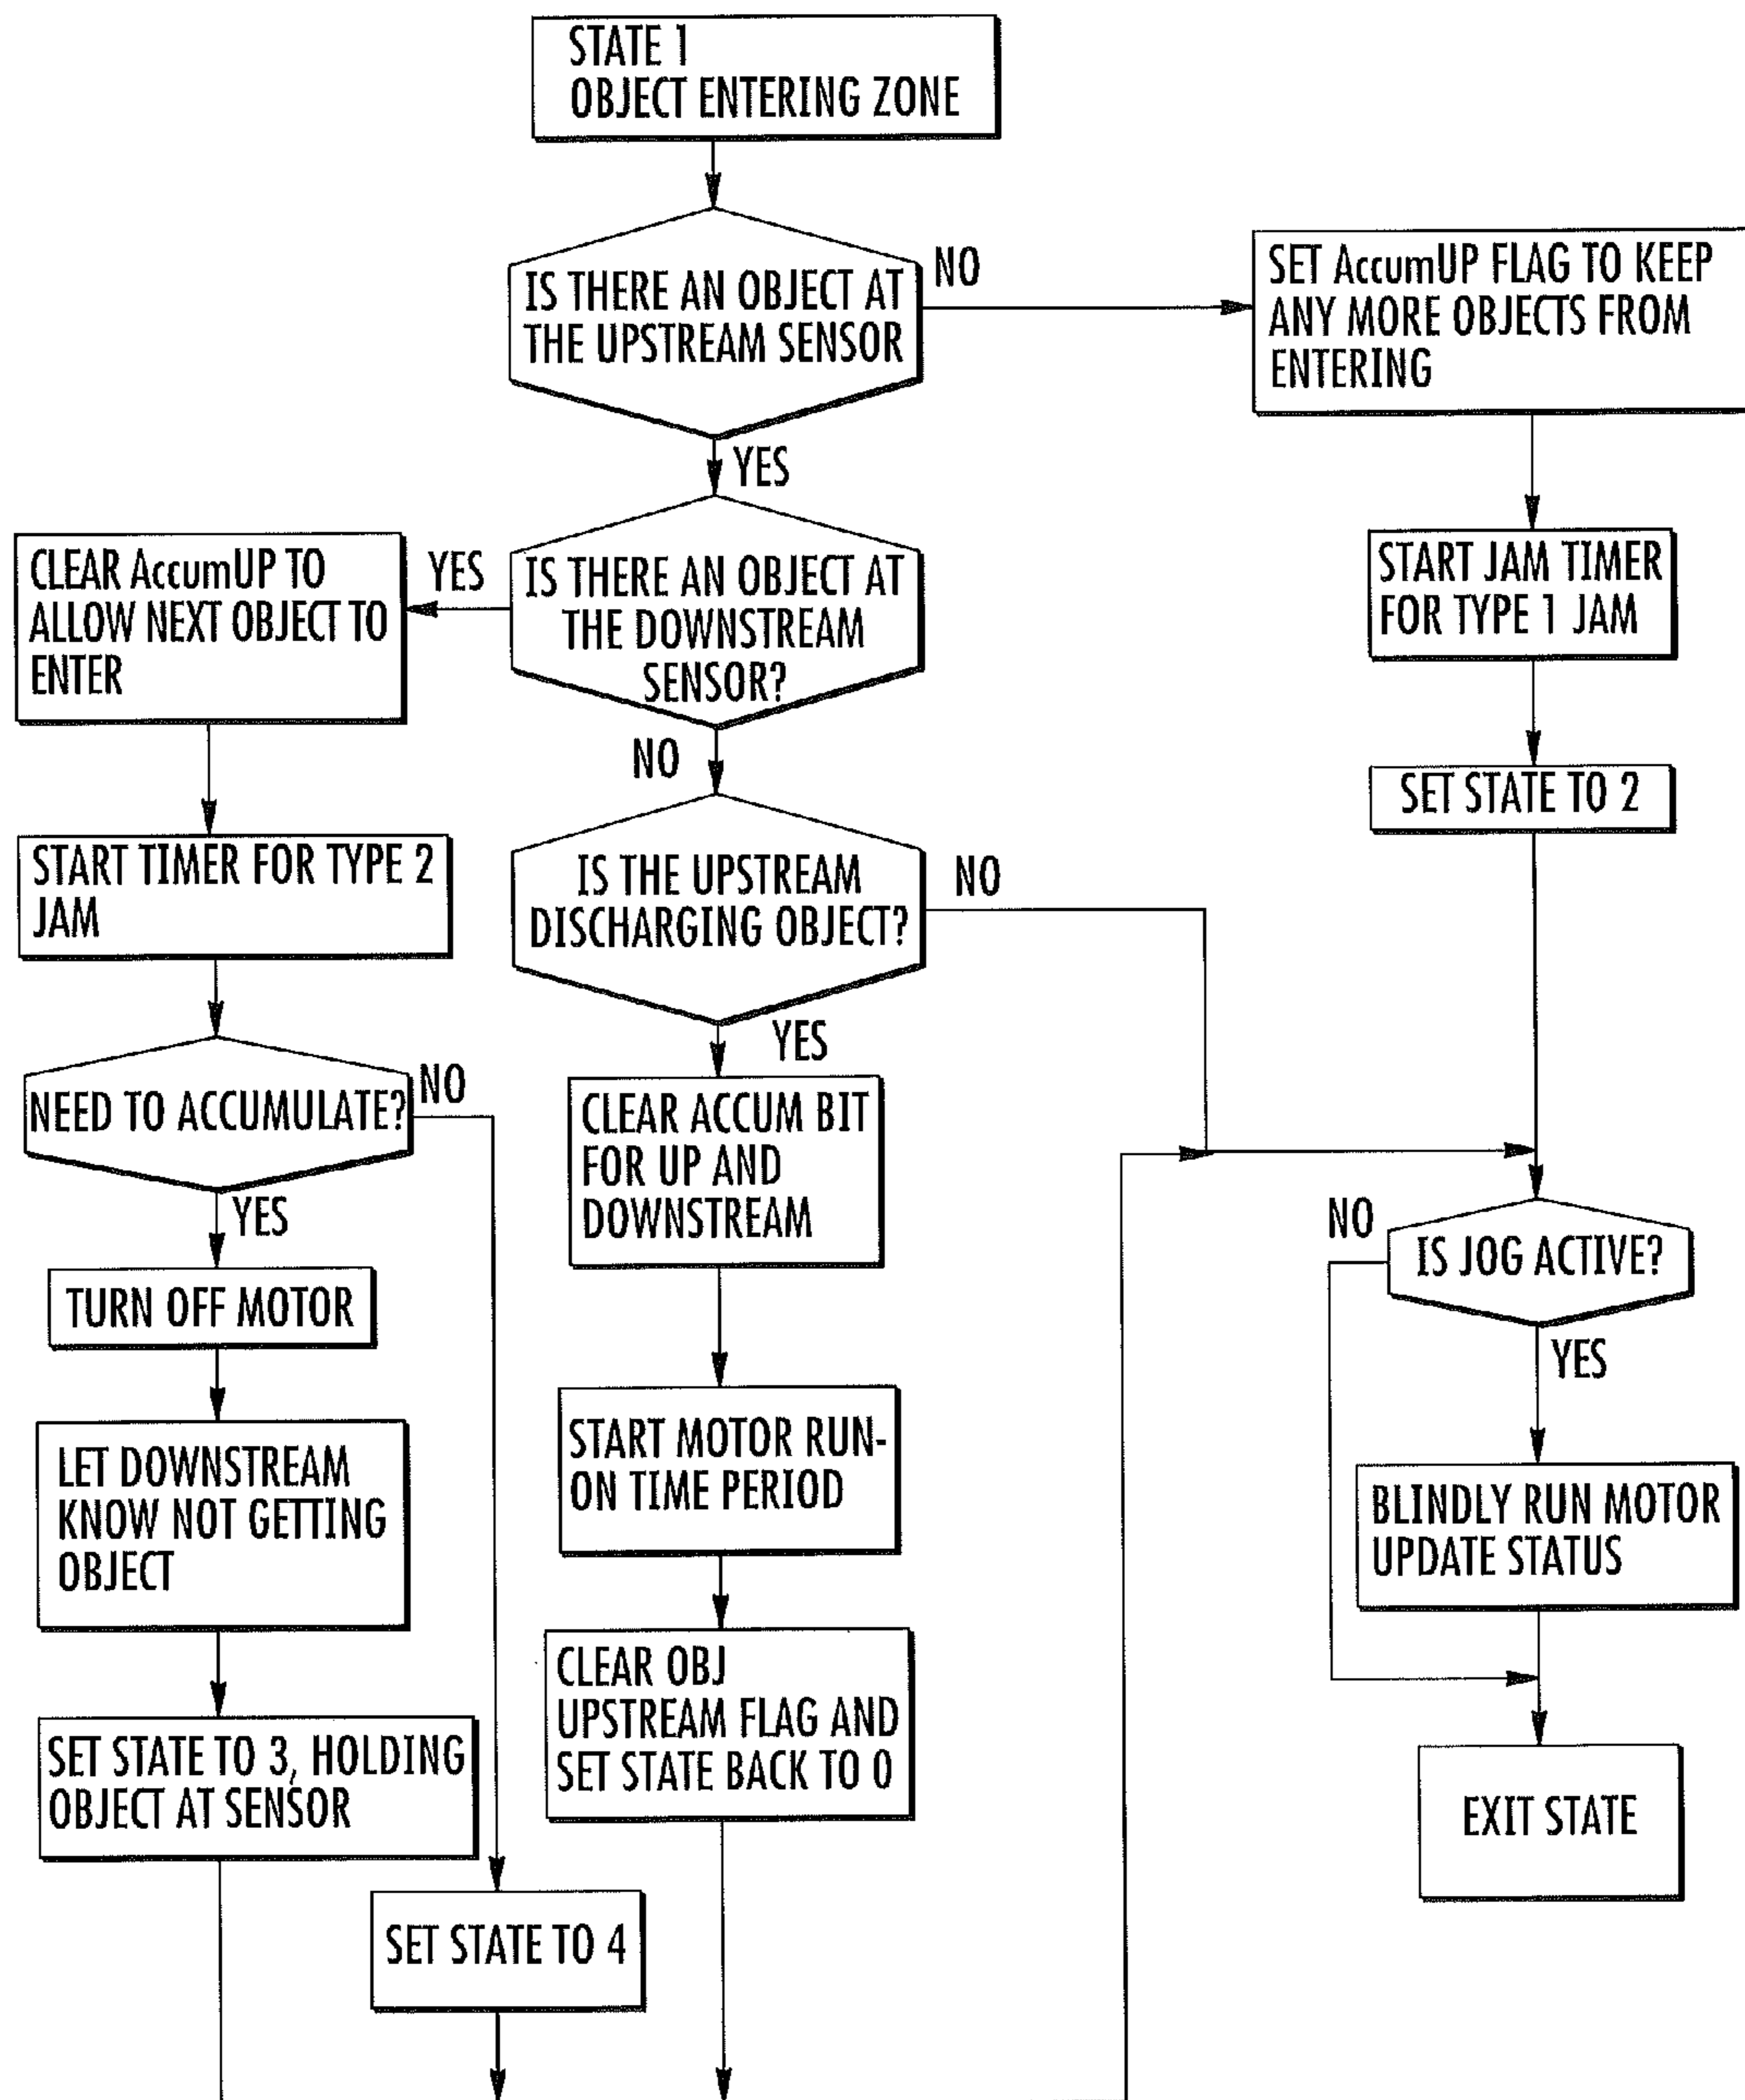 STATE 1
OBJECT ENTERING ZONE
IS THERE AN OBJECT AT
THE UPSTREAM SENSOR
NO
SET AccumUP FLAG TO KEEP
ANY MORE OBJECTS FROM
ENTERING
YES
START JAM TIMER
FOR TYPE 1 JAM
SET STATE TO 2
IS THERE AN OBJECT AT
THE DOWNSTREAM
SENSOR?
YES
CLEAR AccumUP TO
ALLOW NEXT OBJECT TO
ENTER
START TIMER FOR TYPE 2
JAM
NEED TO ACCUMULATE?
NO
YES
TURN OFF MOTOR
LET DOWNSTREAM
KNOW NOT GETTING
OBJECT
SET STATE TO 3, HOLDING
OBJECT AT SENSOR
SET STATE TO 4
NO
IS THE UPSTREAM
DISCHARGING OBJECT?
NO
YES
CLEAR ACCUM BIT
FOR UP AND
DOWNSTREAM
START MOTOR RUN-
ON TIME PERIOD
CLEAR OBJ
UPSTREAM FLAG AND
SET STATE BACK TO 0
IS JOG ACTIVE?
NO
YES
BLINDLY RUN MOTOR
UPDATE STATUS
EXIT STATE